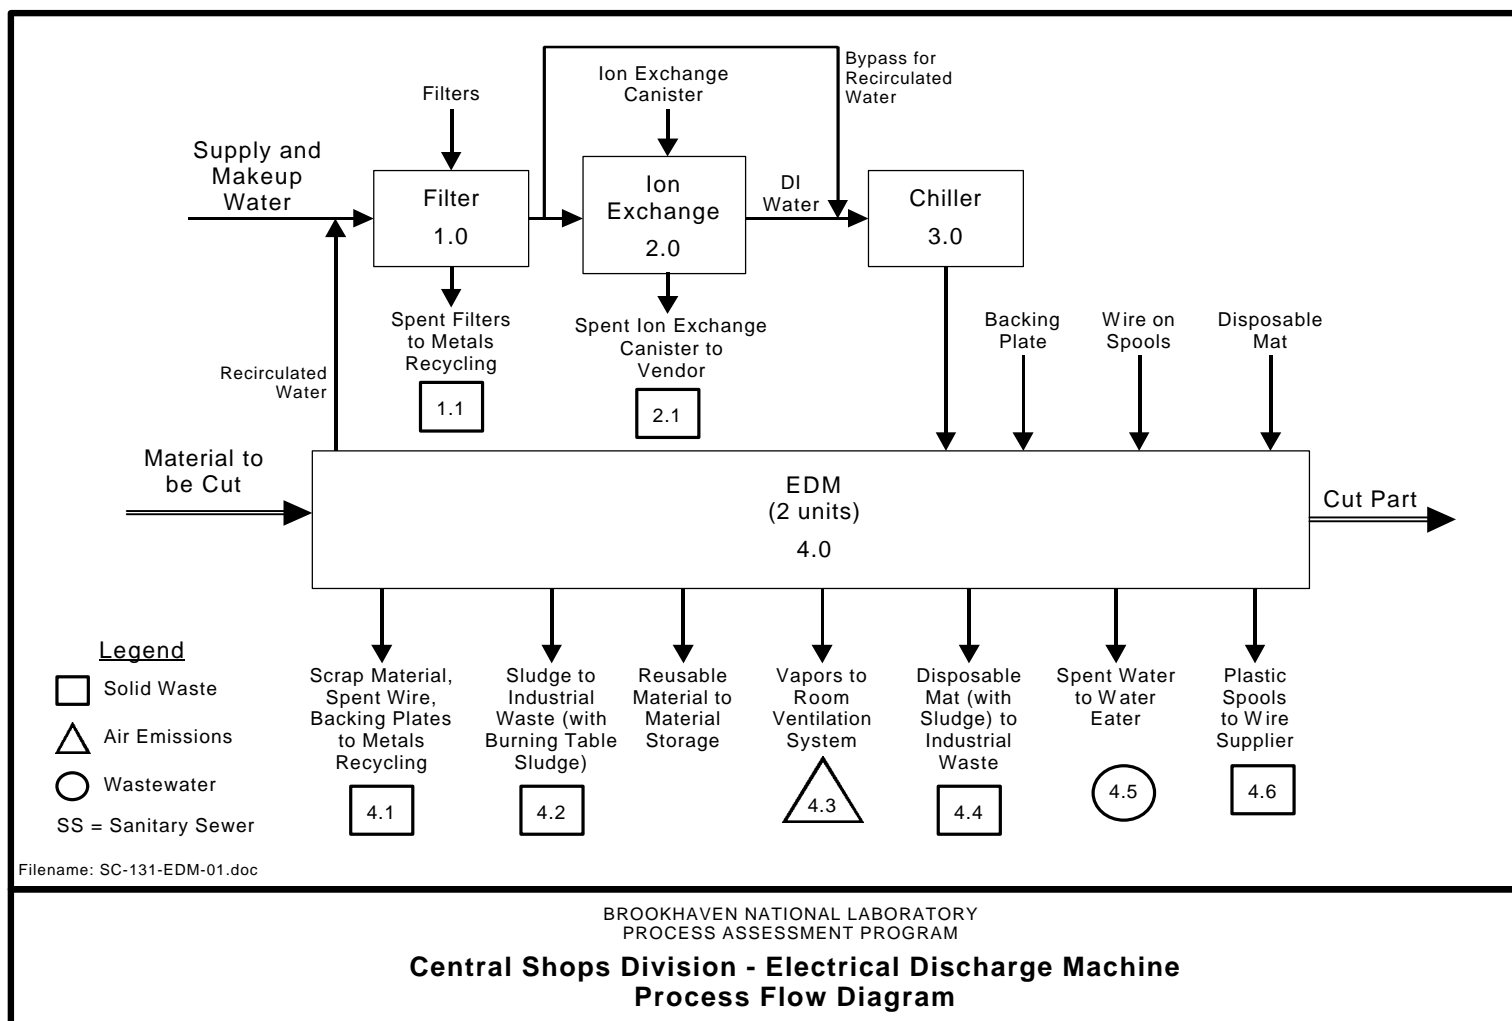 Filters
Ion Exchange
Canister
Bypass for
Recirculated
Water
Supply and
Makeup
Water
Filter
1.0
Ion
Exchange
2.0
DI
Water
Chiller
3.0
Spent Filters
to Metals
Recycling
1.1
Spent Ion Exchange
Canister to
Vendor
2.1
Recirculated
Water
Backing
Plate
Wire on
Spools
Disposable
Mat
Material to
be Cut
EDM
(2 units)
4.0
Cut Part
Scrap Material,
Spent Wire,
Backing Plates
to Metals
Recycling
4.1
Sludge to
Industrial
Waste (with
Burning Table
Sludge)
4.2
Reusable
Material to
Material
Storage
Vapors to
Room
Ventilation
System
4.3
Disposable
Mat (with
Sludge) to
Industrial
Waste
4.4
Spent Water
to Water
Eater
4.5
Plastic
Spools
to Wire
Supplier
4.6
Legend
Solid Waste
Air Emissions
Wastewater
SS = Sanitary Sewer
Filename: SC-131-EDM-01.doc
BROOKHAVEN NATIONAL LABORATORY
PROCESS ASSESSMENT PROGRAM
Central Shops Division - Electrical Discharge Machine
Process Flow Diagram